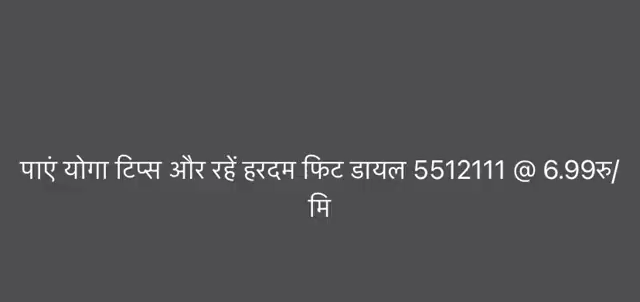 पाएं योगा टिप्स और रहें हरदम फिट डायल 5512111 @ 6.99रु/
मि